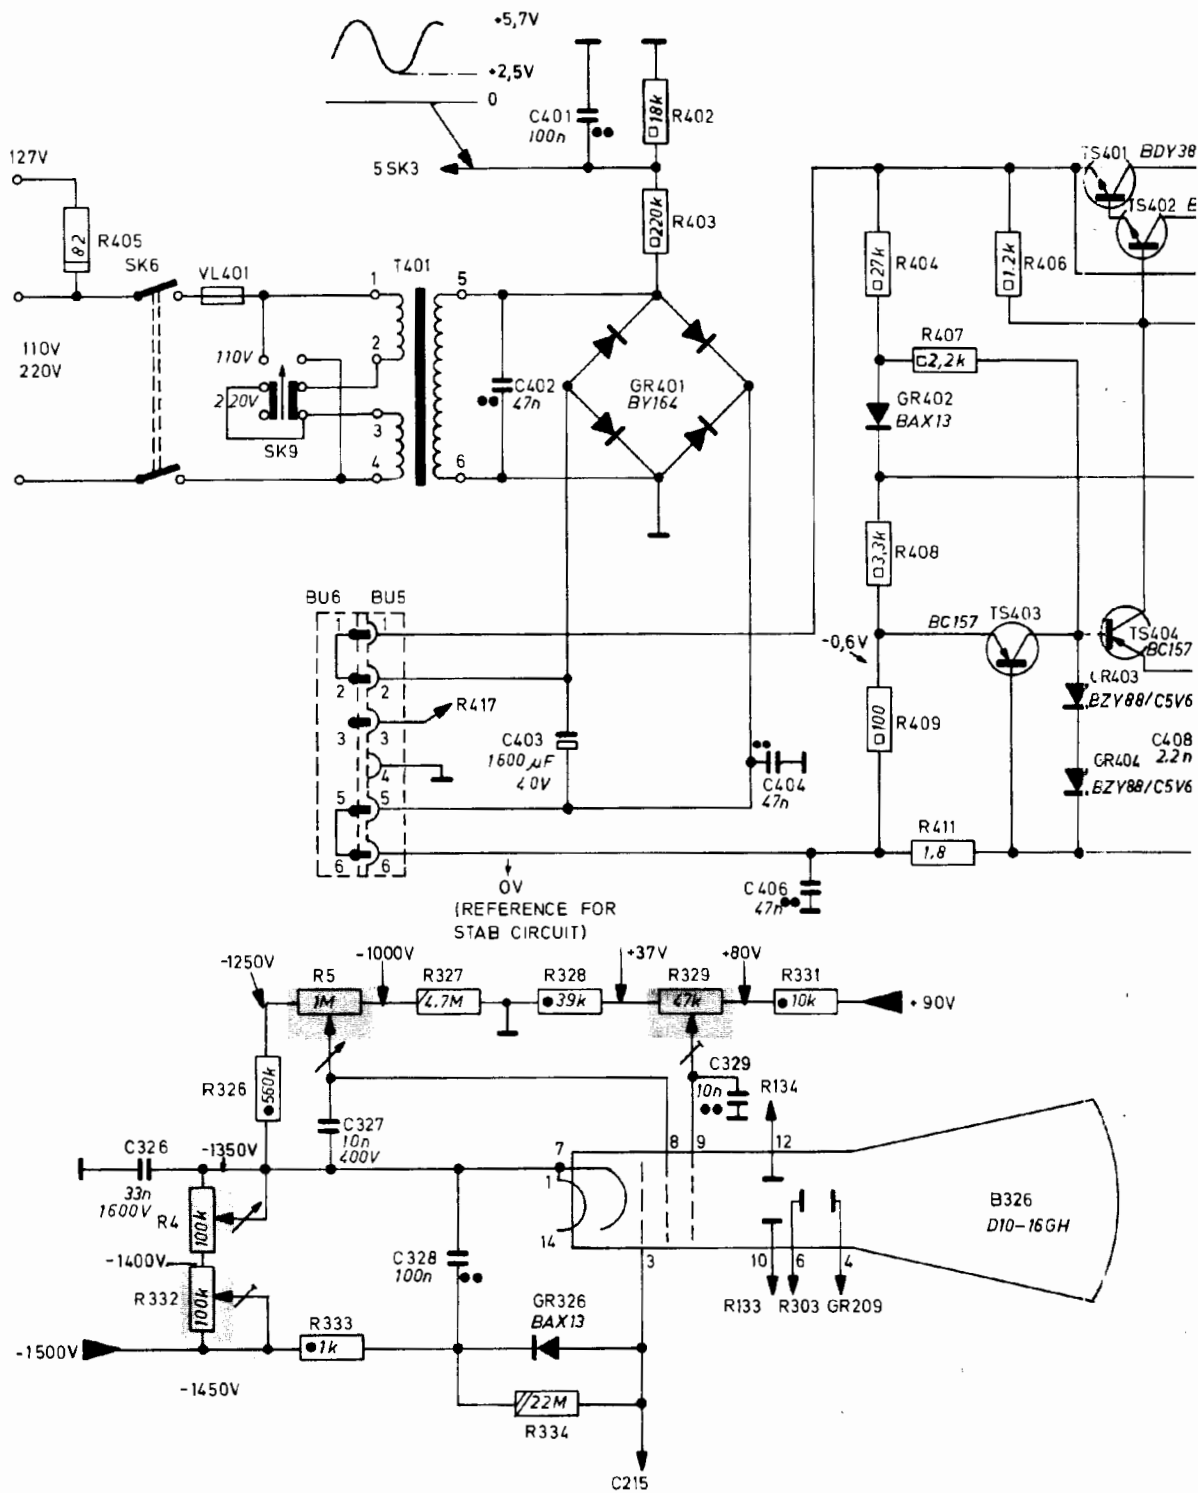 +5,7V
+2,5V
0
C401
100n
18k
R402
5 SK3
220k
R403
127V
82
R405
SK6
VL401
110V
220V
110V
220V
SK9
1
2
3
4
T401
5
6
C402
47n
GR401
BY164
TS401
BDY38
TS402
27k
R404
1.2k
R406
R407
2,2k
GR402
BAX13
3,3k
R408
BC157
TS403
-0,6V
TS404
BC157
100
R409
GR403
BZY88/C5V6
C408
2.2n
GR404
BZY88/C5V6
R411
1,8
BU6
BU5
1
1
2
2
3
3
4
5
5
6
6
R417
C403
1600 µF
40V
C404
47n
C406
47n
0V
(REFERENCE FOR
STAB CIRCUIT)
-1250V
R5
1M
-1000V
R327
4.7M
R328
39k
+37V
R329
47k
+80V
R331
10k
+90V
R326
560k
C327
10n
400V
C329
10n
R134
C326
33n
1600V
-1350V
R4
100k
-1400V
R332
100k
-1500V
-1450V
R333
1k
C328
100n
GR326
BAX13
22M
R334
C215
7
1
14
8
9
12
3
10
6
4
R133
R303
GR209
B326
D10-16GH